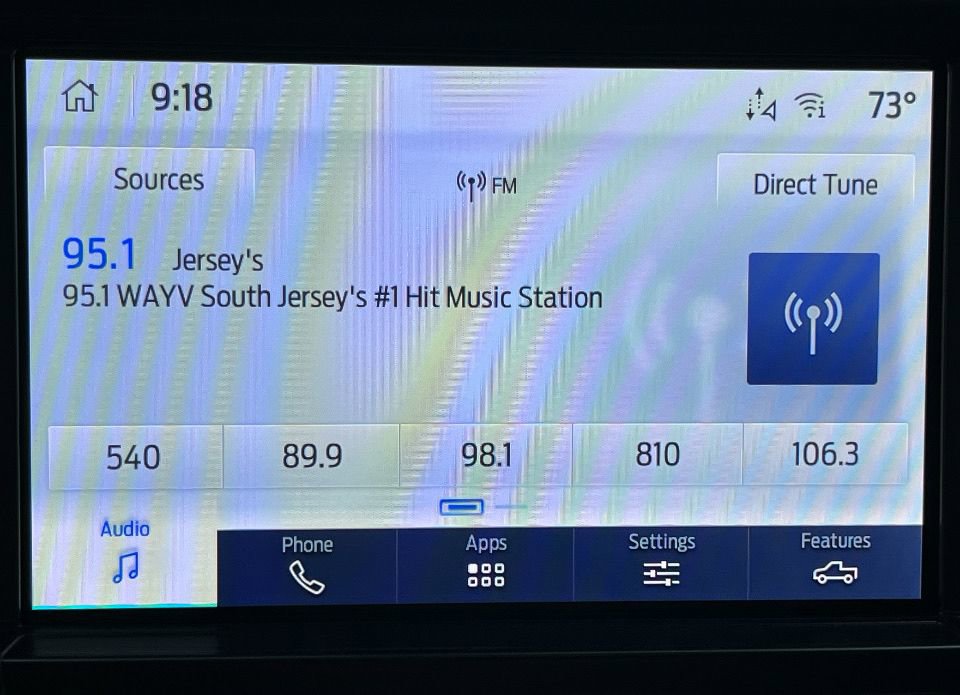 9:18
73°
Sources
FM
Direct Tune
95.1 Jersey's
95.1 WAYV South Jersey's #1 Hit Music Station
540
89.9
98.1
810
106.3
Audio
Phone
Apps
Settings
Features